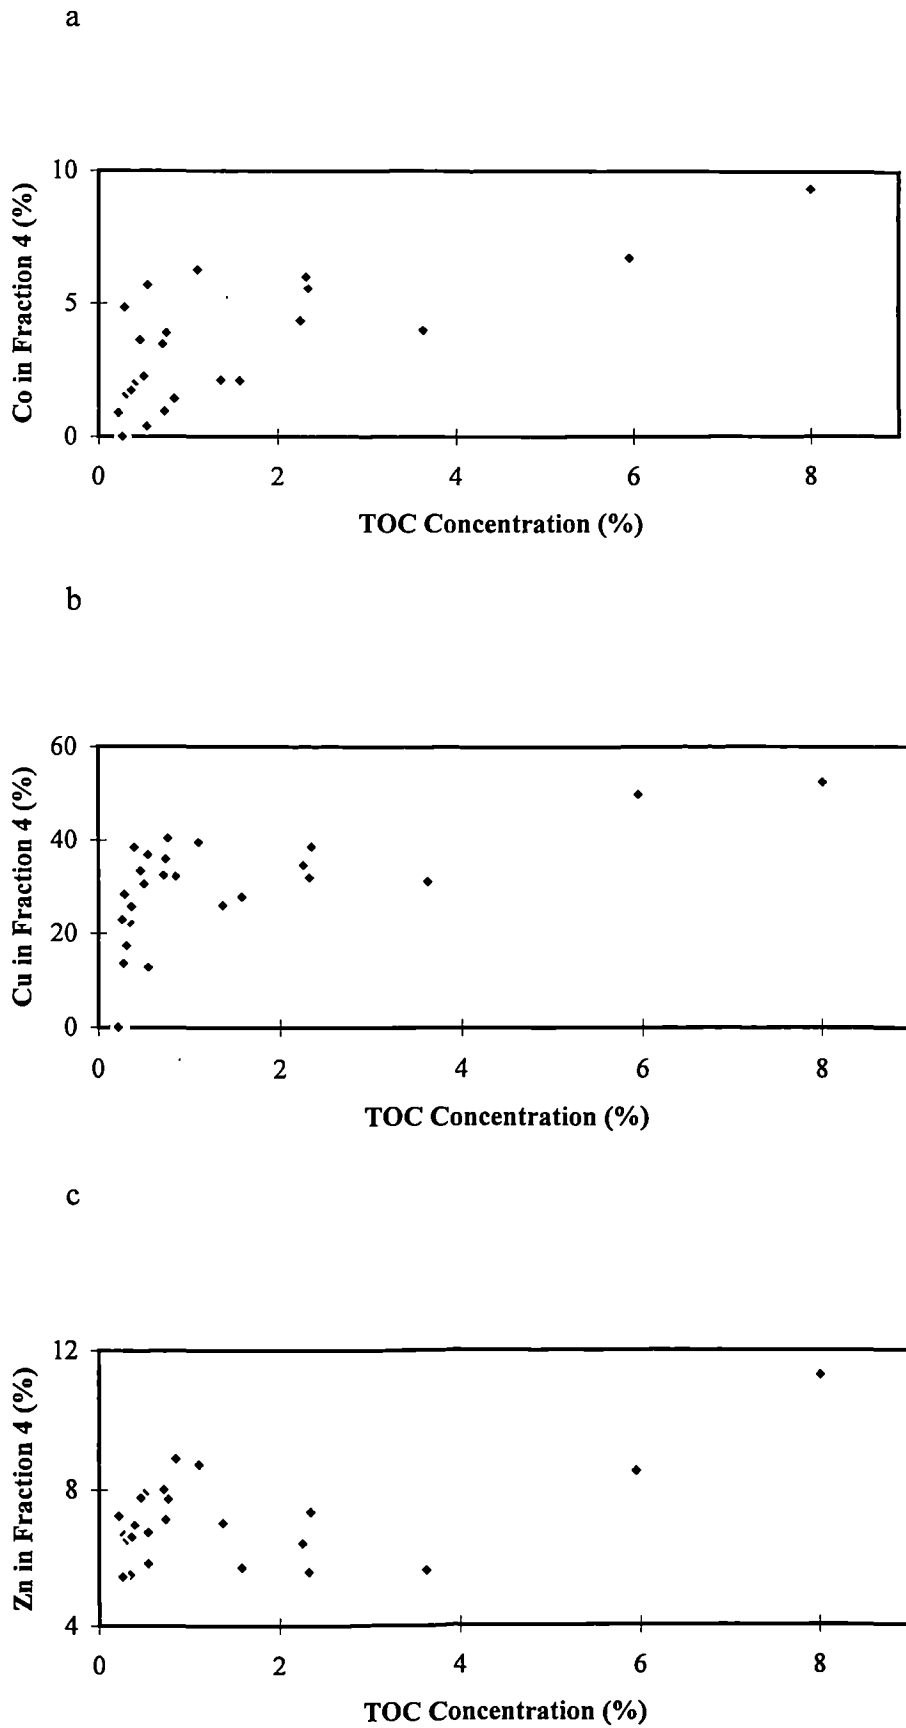 a
10
5
0
Co in Fraction 4 (%)
0 2 4 6 8
TOC Concentration (%)
b
60
40
20
0
Cu in Fraction 4 (%)
0 2 4 6 8
TOC Concentration (%)
c
12
8
4
Zn in Fraction 4 (%)
0 2 4 6 8
TOC Concentration (%)